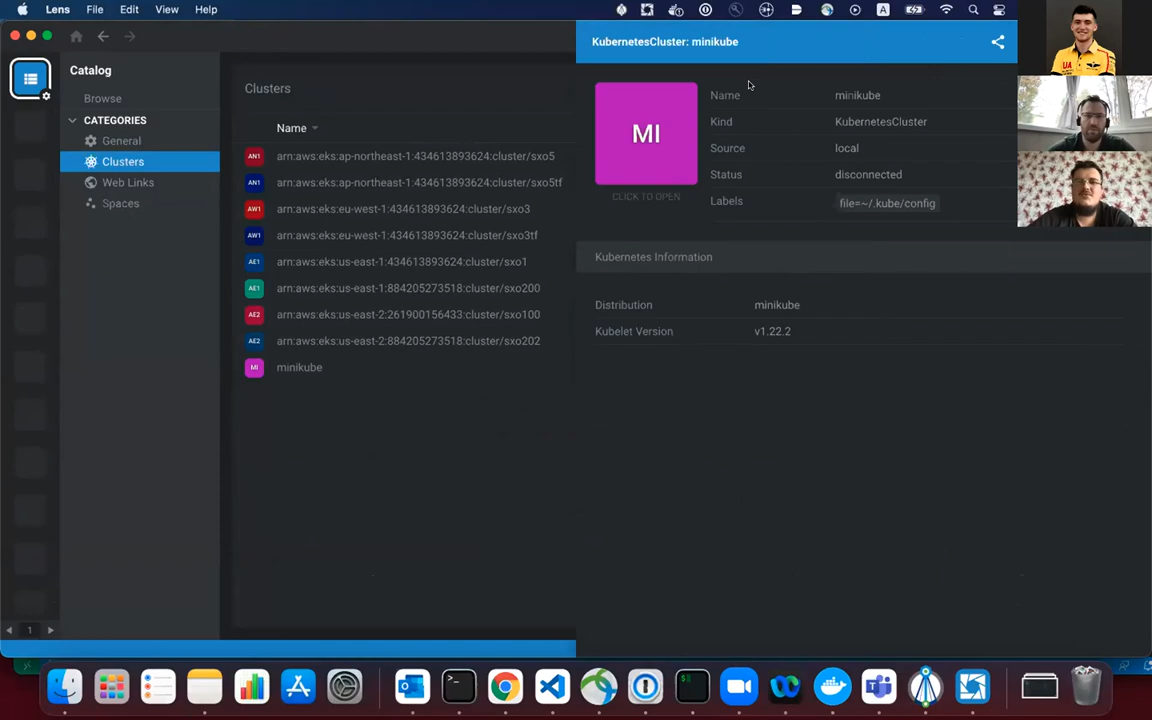 Lens File Edit View Window Help
A
KubernetesCluster: minikube
Catalog
Browse
CATEGORIES
General
Clusters
Web Links
Spaces
1
Clusters
Name
AN1 arn:aws:eks:ap-northeast-1:434613893624:cluster/sxo5
AN1 arn:aws:eks:ap-northeast-1:434613893624:cluster/sxo5tf
AW1 arn:aws:eks:eu-west-1:434613893624:cluster/sxo3
AW1 arn:aws:eks:eu-west-1:434613893624:cluster/sxo3tf
AE1 arn:aws:eks:us-east-1:434613893624:cluster/sxo1
AE1 arn:aws:eks:us-east-1:884205273518:cluster/sxo200
AE2 arn:aws:eks:us-east-2:261900156433:cluster/sxo100
AE2 arn:aws:eks:us-east-2:884205273518:cluster/sxo202
MI minikube
MI
CLICK TO OPEN
Name minikube
Kind KubernetesCluster
Source local
Status disconnected
Labels file=~/.kube/config
Kubernetes Information
Distribution minikube
Kubelet Version v1.22.2
UA